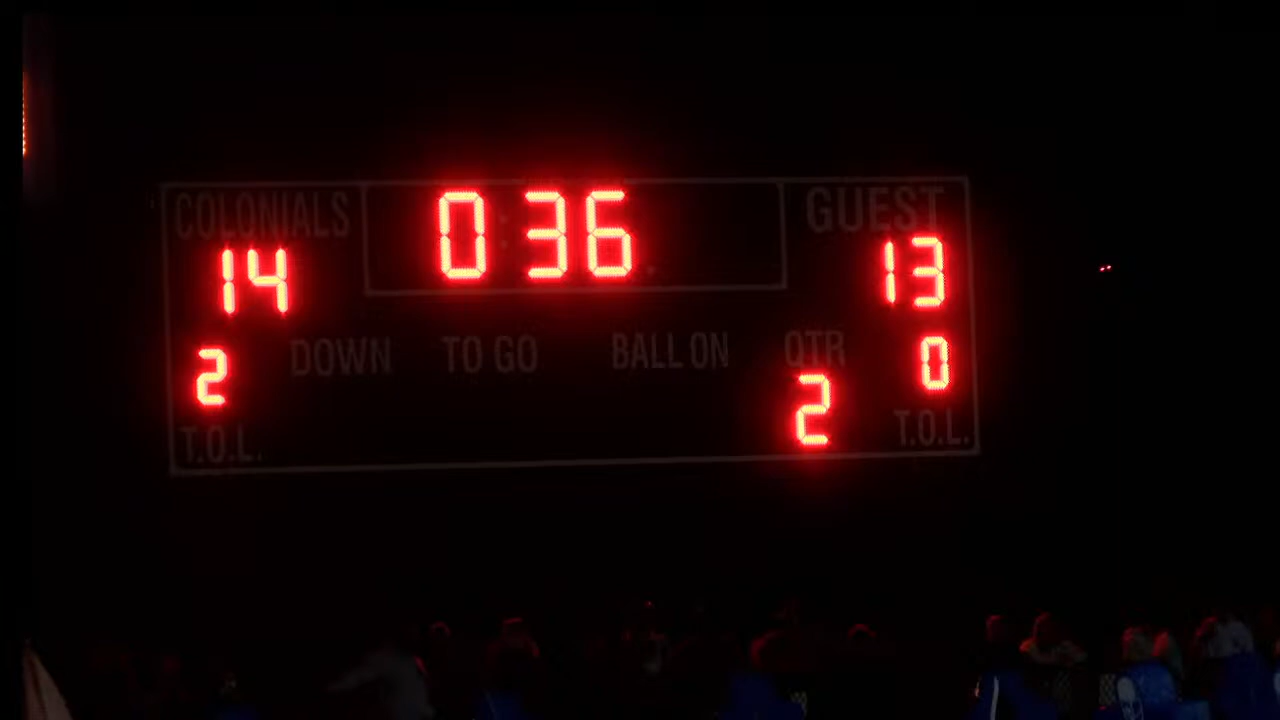 COLONIALS 0:36 GUEST
14 13
DOWN TO GO BALL ON QTR
2 2 0
T.O.L. T.O.L.